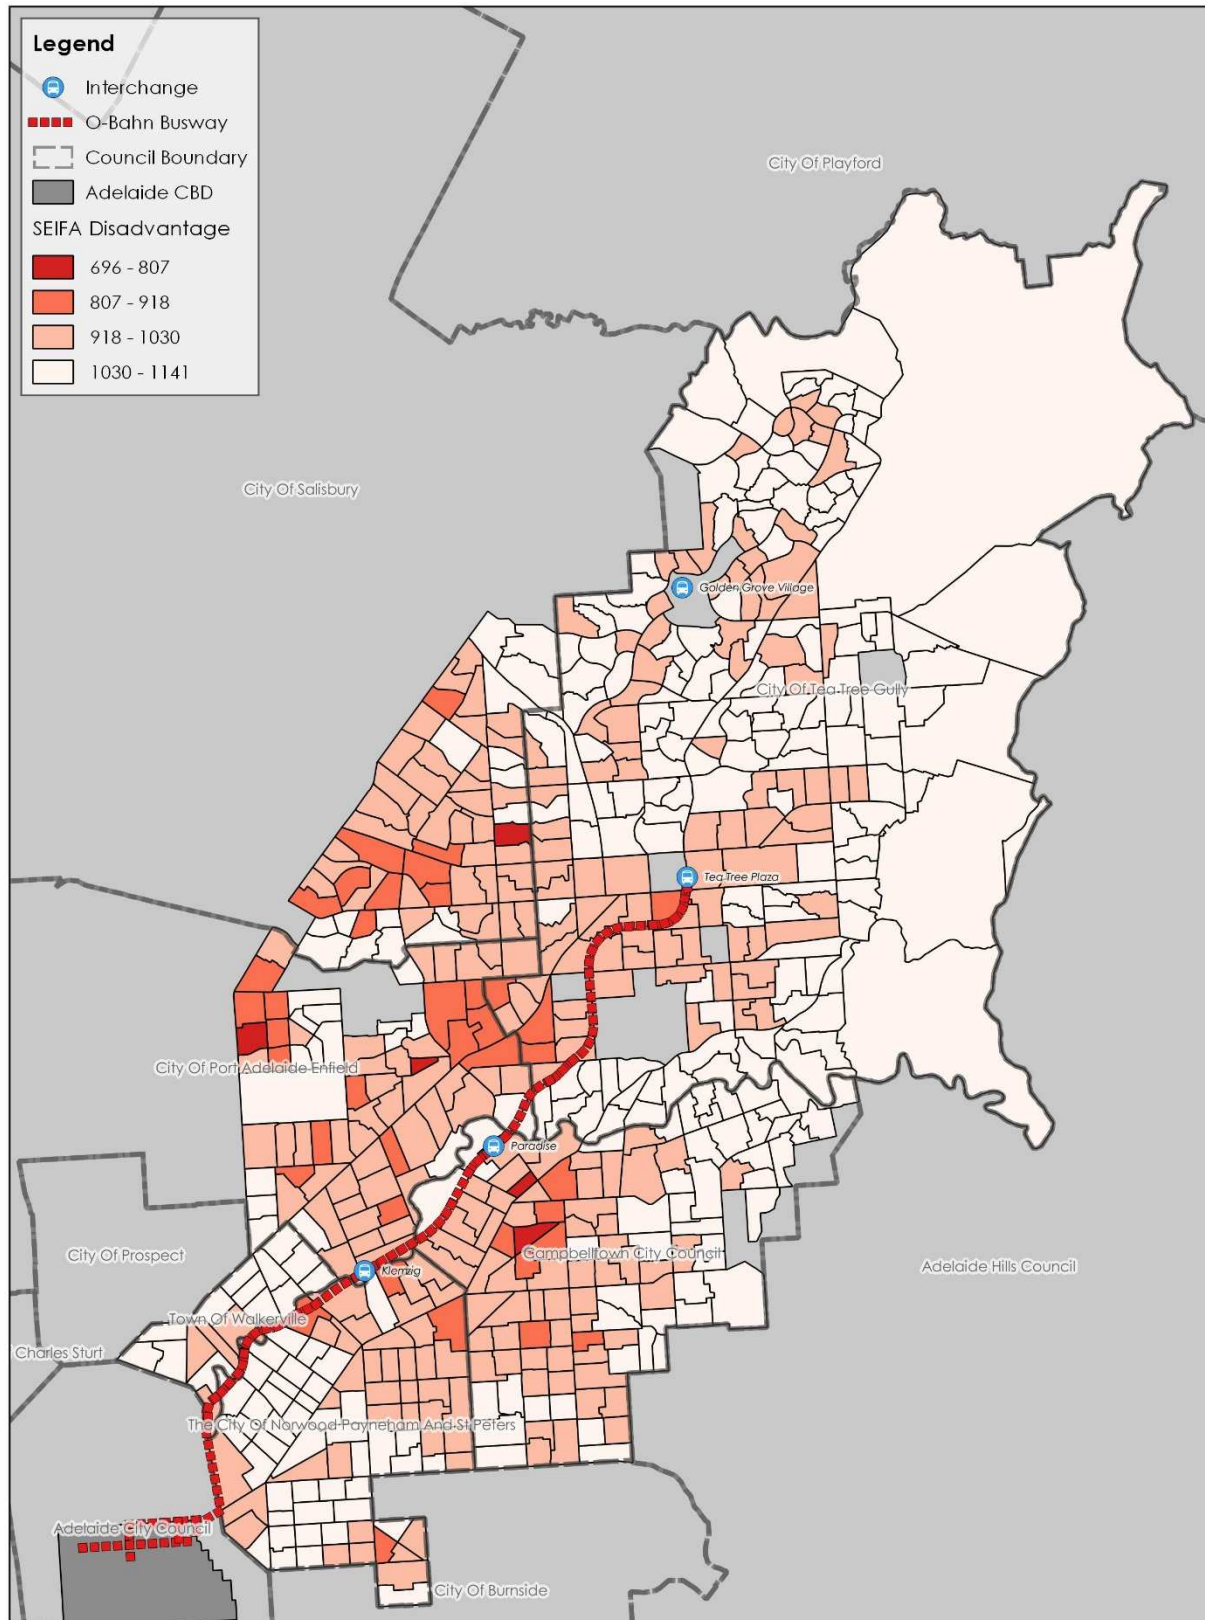 Legend
Interchange
O-Bahn Busway
Council Boundary
Adelaide CBD
SEIFA Disadvantage
696 - 807
807 - 918
918 - 1030
1030 - 1141
City Of Playford
City Of Salisbury
Golden Grove Village
City Of Tea Tree Gully
Tea Tree Plaza
City Of Port Adelaide Enfield
Paradise
City Of Prospect
Campbelltown City Council
Adelaide Hills Council
Klemzig
Town Of Walkerville
Charles Sturt
The City Of Norwood Payneham And St Peters
Adelaide City Council
City Of Burnside